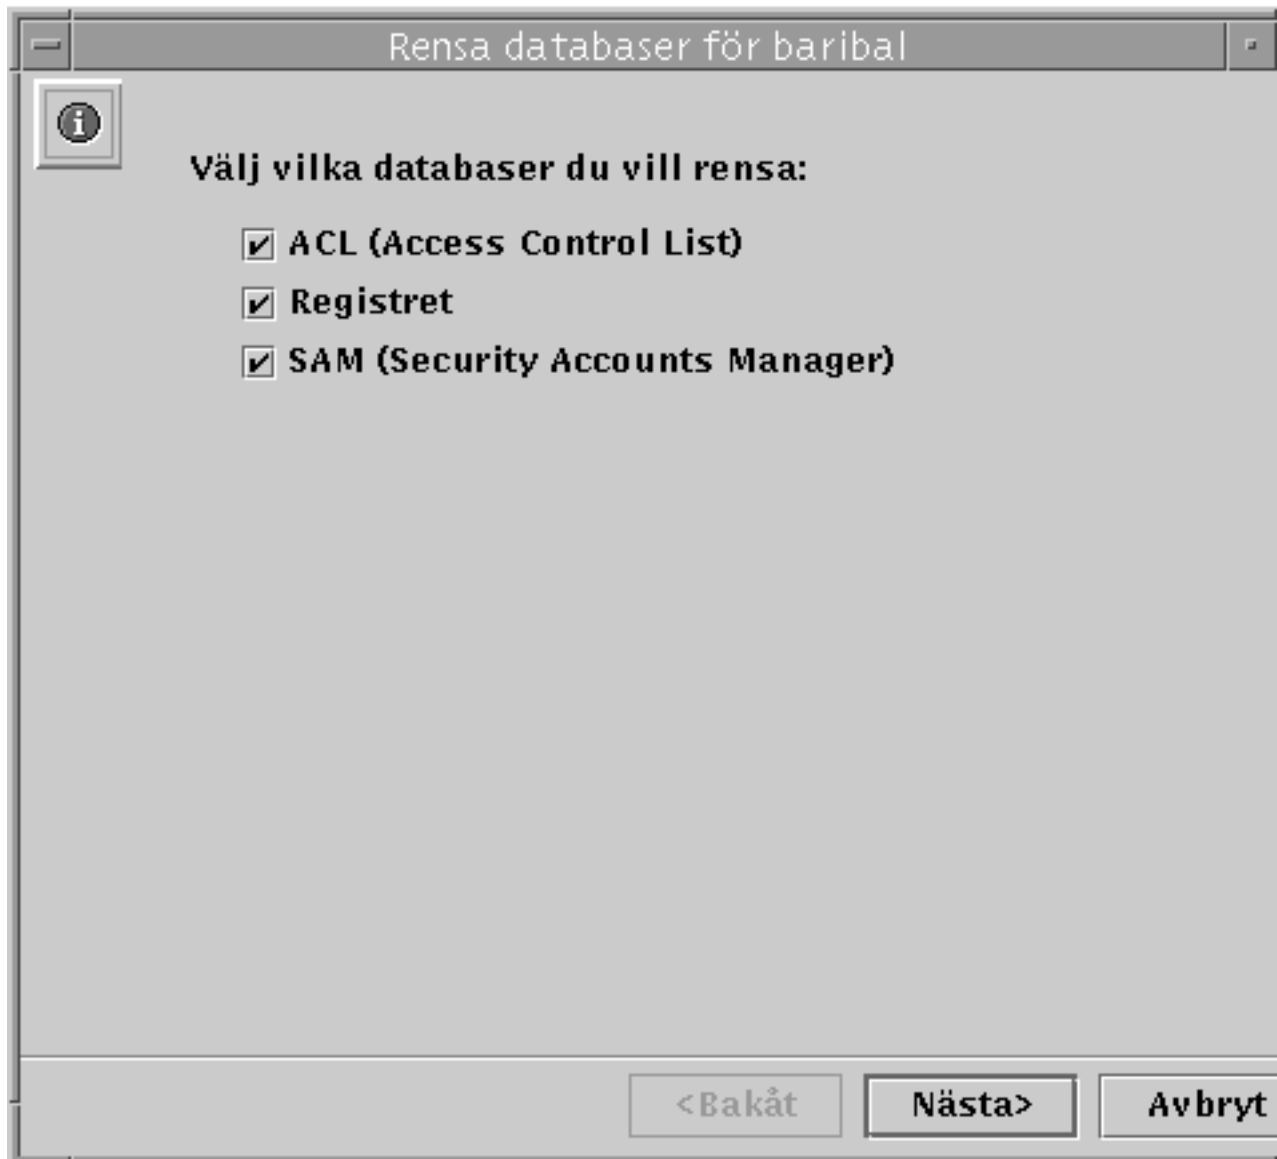 Rensa databaser för baribal
Välj vilka databaser du vill rensa:
ACL (Access Control List)
Registret
SAM (Security Accounts Manager)
<Bakåt Nästa> Avbryt